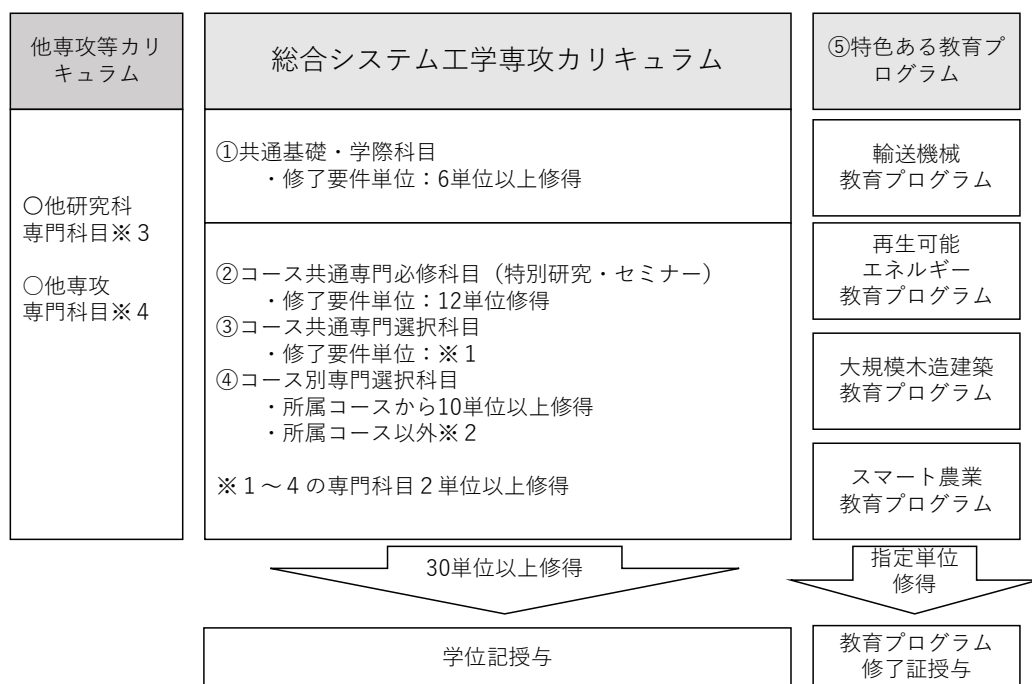 他専攻等カリ
キュラム
〇他研究科
専門科目※３
〇他専攻
専門科目※４
総合システム工学専攻カリキュラム
①共通基礎・学際科目
・修了要件単位：6単位以上修得
②コース共通専門必修科目（特別研究・セミナー）
・修了要件単位：12単位修得
③コース共通専門選択科目
・修了要件単位：※１
④コース別専門選択科目
・所属コースから10単位以上修得
・所属コース以外※２
※１～４の専門科目２単位以上修得
30単位以上修得
学位記授与
⑤特色ある教育プ
ログラム
輸送機械
教育プログラム
再生可能
エネルギー
教育プログラム
大規模木造建築
教育プログラム
スマート農業
教育プログラム
指定単位
修得
教育プログラム
修了証授与